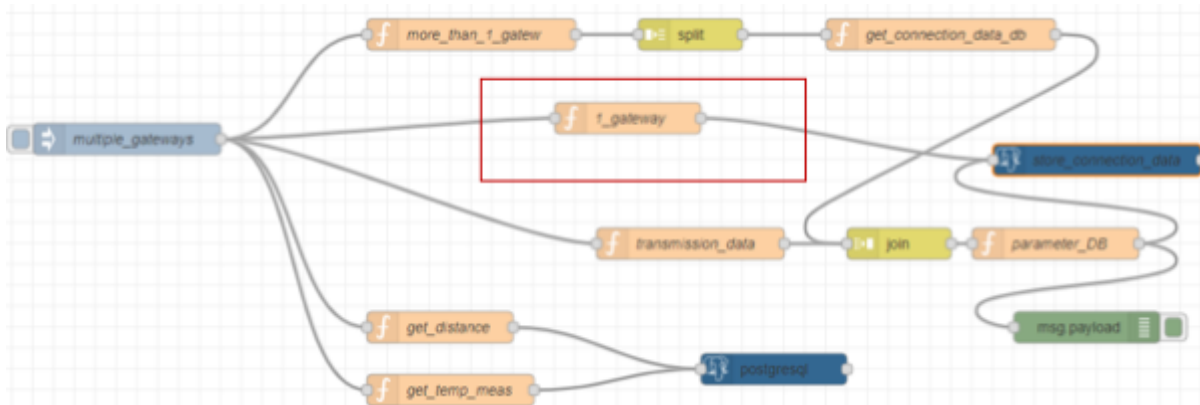 more_than_1_gatew
split
get_connection_data_db
1_gateway
multiple_gateways
store_connection_data
transmission_data
join
parameter_DB
get_distance
msg.payload
postgresql
get_temp_meas